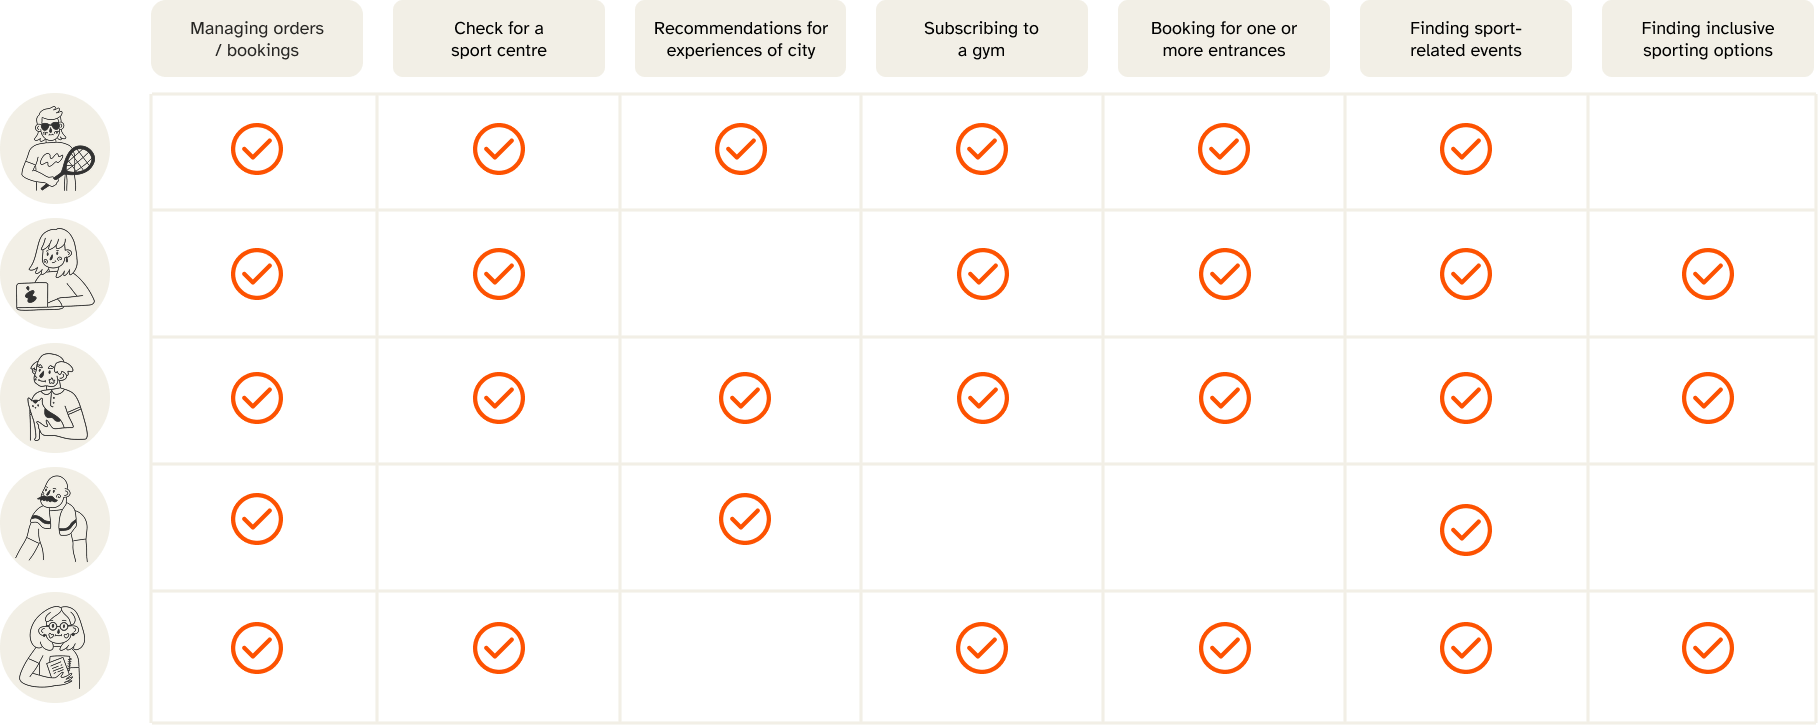 Managing orders
/ bookings
Check for a
sport centre
Recommendations for
experiences of city
Subscribing to
a gym
Booking for one or
more entrances
Finding sport-
related events
Finding inclusive
sporting options